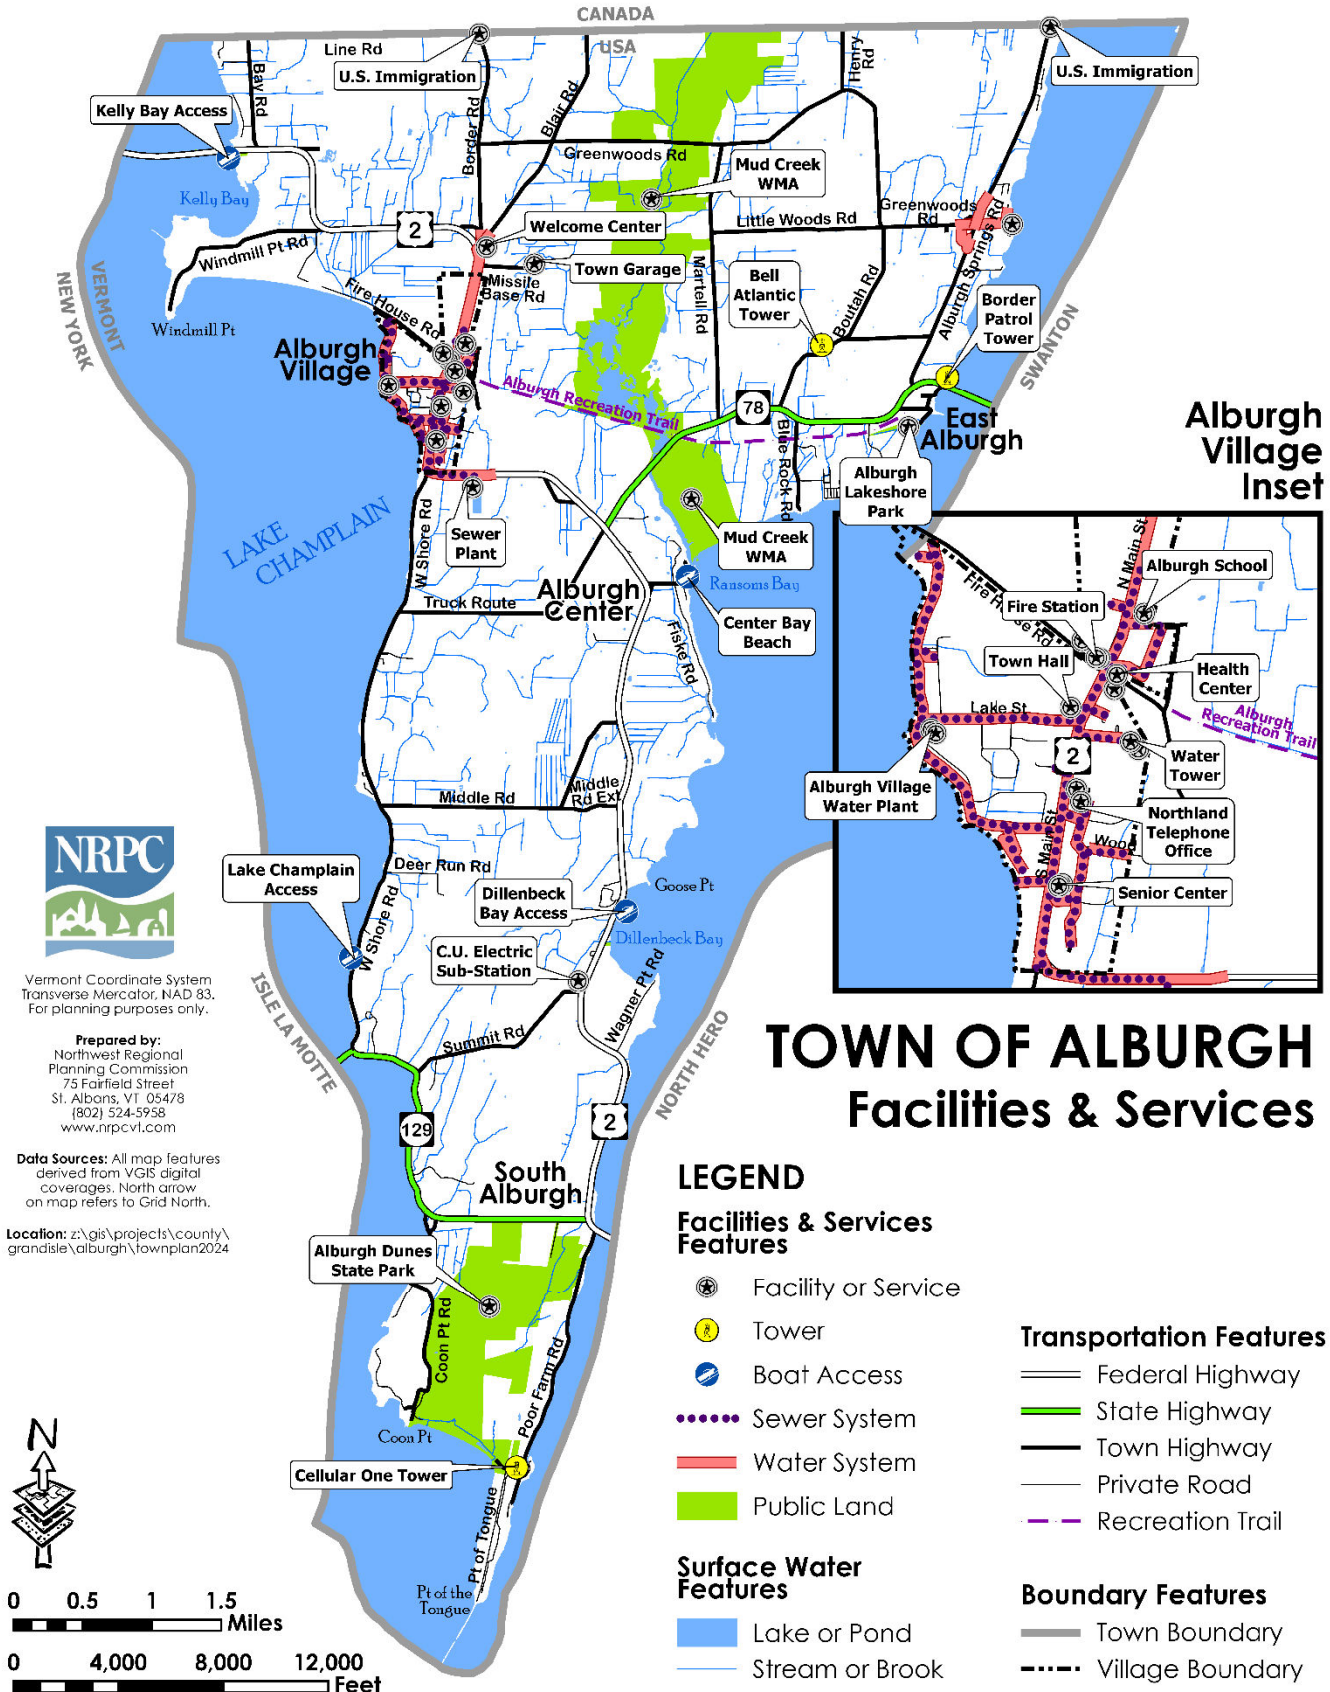 CANADA
USA
Line Rd
U.S. Immigration
U.S. Immigration
Bay Rd
Border Rd
Blair Rd
Henry
Rd
Kelly Bay Access
Greenwoods Rd
Mud Creek
WMA
Kelly Bay
Greenwoods
Rd
Little Woods Rd
2
Welcome Center
Windmill Pt Rd
Town Garage
Missile
Base Rd
Martell Rd
Bell
Atlantic
Tower
Boutah Rd
Alburgh Springs Rd
Border
Patrol
Tower
VERMONT
NEW YORK
Windmill Pt
Fire House Rd
Alburgh
Village
SWANTON
Alburgh Recreation Trail
78
East
Alburgh
Blue Rock Rd
Alburgh
Lakeshore
Park
LAKE
CHAMPLAIN
W Shore Rd
Sewer
Plant
Mud Creek
WMA
Ransoms Bay
Alburgh
Center
Truck Route
Center Bay
Beach
Fiske Rd
Middle Rd
Middle
Rd Ext
Deer Run Rd
Lake Champlain
Access
W Shore Rd
Goose Pt
Dillenbeck
Bay Access
Dillenbeck Bay
C.U. Electric
Sub-Station
Wagner Pt Rd
Summit Rd
ISLE LA MOTTE
NORTH HERO
129
2
South
Alburgh
Alburgh Dunes
State Park
Coon Pt Rd
Poor Farm Rd
Coon Pt
Cellular One Tower
Pt of Tongue
Pt of the
Tongue
Alburgh
Village
Inset
N Main St
Alburgh School
Fire Station
Fire House Rd
Town Hall
Health
Center
Lake St
Alburgh
Recreation Trail
2
Water
Tower
Alburgh Village
Water Plant
Northland
Telephone
Office
S Main St
Wood
Senior Center
NRPC
Vermont Coordinate System
Transverse Mercator, NAD 83.
For planning purposes only.
Prepared by:
Northwest Regional
Planning Commission
75 Fairfield Street
St. Albans, VT 05478
(802) 524-5958
www.nrpcvt.com
Data Sources: All map features
derived from VGIS digital
coverages. North arrow
on map refers to Grid North.
Location: z:\gis\projects\county\
grandisle\alburgh\townplan2024
TOWN OF ALBURGH
Facilities & Services
LEGEND
Facilities & Services
Features
Facility or Service
Tower
Boat Access
Sewer System
Water System
Public Land
Surface Water
Features
Lake or Pond
Stream or Brook
Transportation Features
Federal Highway
State Highway
Town Highway
Private Road
Recreation Trail
Boundary Features
Town Boundary
Village Boundary
N
0 0.5 1 1.5
Miles
0 4,000 8,000 12,000
Feet